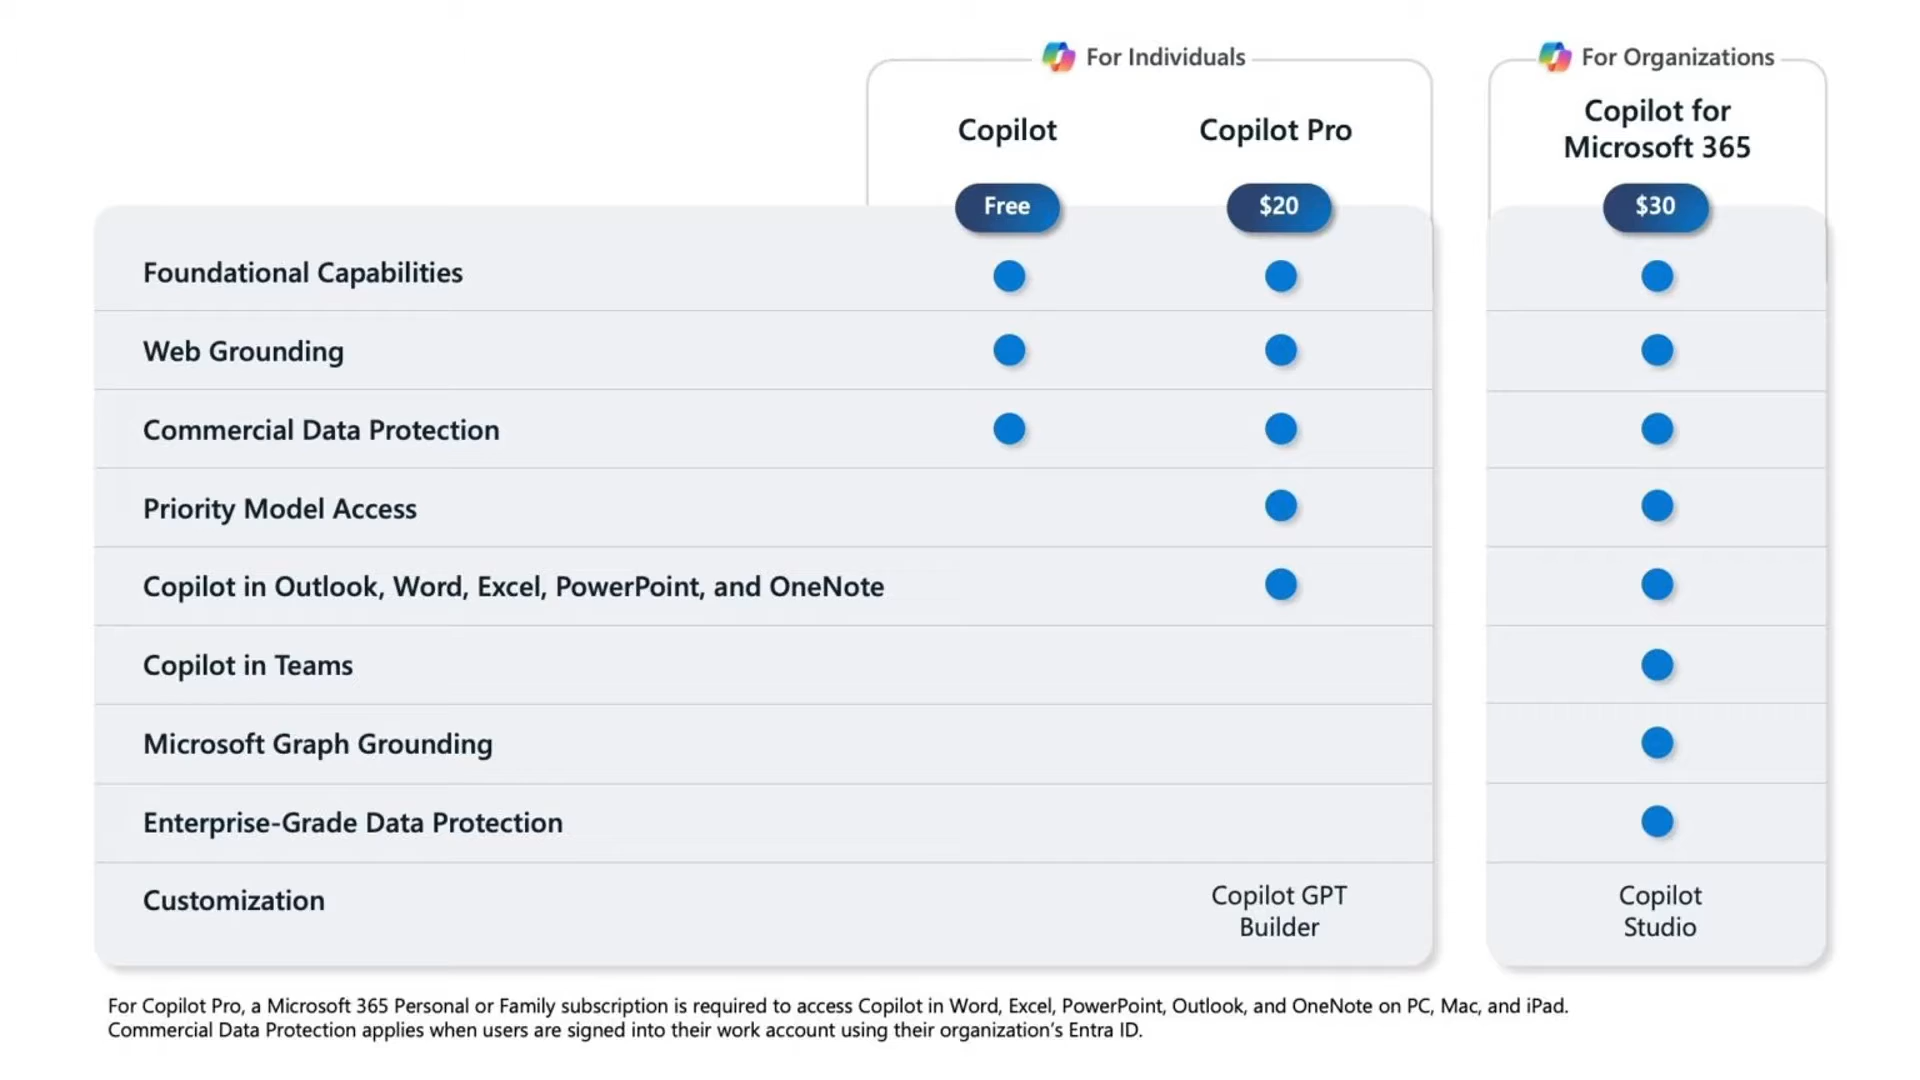 For Individuals
For Organizations
Copilot
Copilot Pro
Copilot for
Microsoft 365
Free
$20
$30
Foundational Capabilities
Web Grounding
Commercial Data Protection
Priority Model Access
Copilot in Outlook, Word, Excel, PowerPoint, and OneNote
Copilot in Teams
Microsoft Graph Grounding
Enterprise-Grade Data Protection
Customization
Copilot GPT
Builder
Copilot
Studio
For Copilot Pro, a Microsoft 365 Personal or Family subscription is required to access Copilot in Word, Excel, PowerPoint, Outlook, and OneNote on PC, Mac, and iPad.
Commercial Data Protection applies when users are signed into their work account using their organization’s Entra ID.